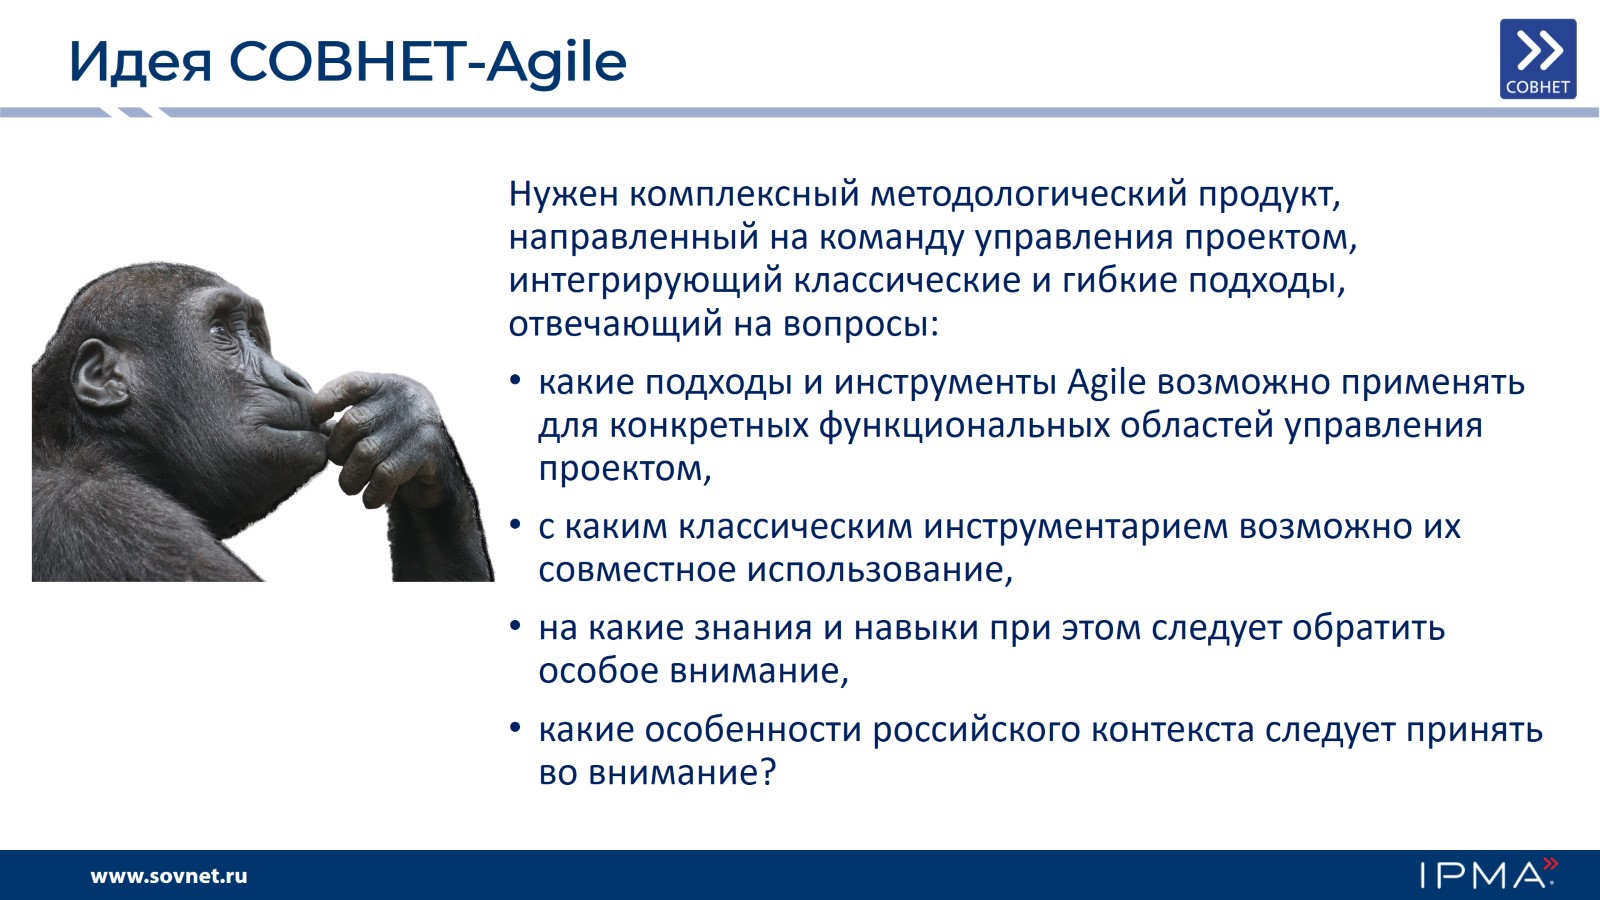 Идея СОВНЕТ-Agile
СОВНЕТ
Нужен комплексный методологический продукт,
направленный на команду управления проектом,
интегрирующий классические и гибкие подходы,
отвечающий на вопросы:
• какие подходы и инструменты Agile возможно применять
для конкретных функциональных областей управления
проектом,
• с каким классическим инструментарием возможно их
совместное использование,
• на какие знания и навыки при этом следует обратить
особое внимание,
• какие особенности российского контекста следует принять
во внимание?
www.sovnet.ru
IPMA